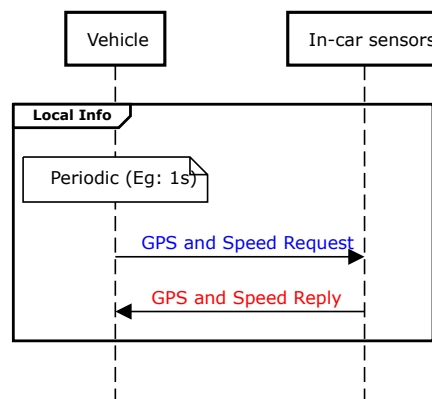 Vehicle
In-car sensors
Local Info
Periodic (Eg: 1s)
GPS and Speed Request
GPS and Speed Reply